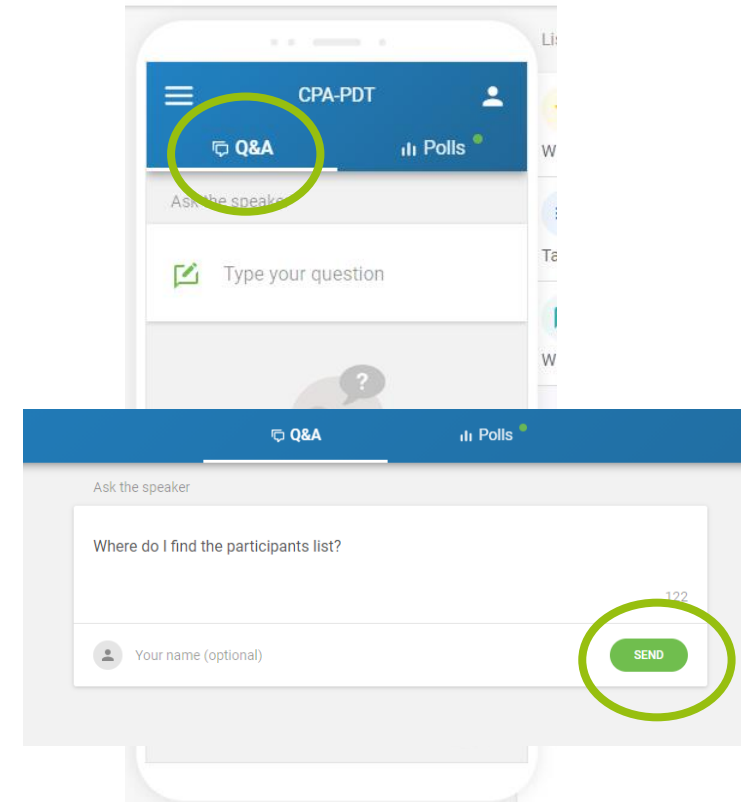 CPA-PDT
Q&A
Polls
Ask the speaker
Type your question
?
Q&A
Polls
Ask the speaker
Where do I find the participants list?
122
Your name (optional)
SEND